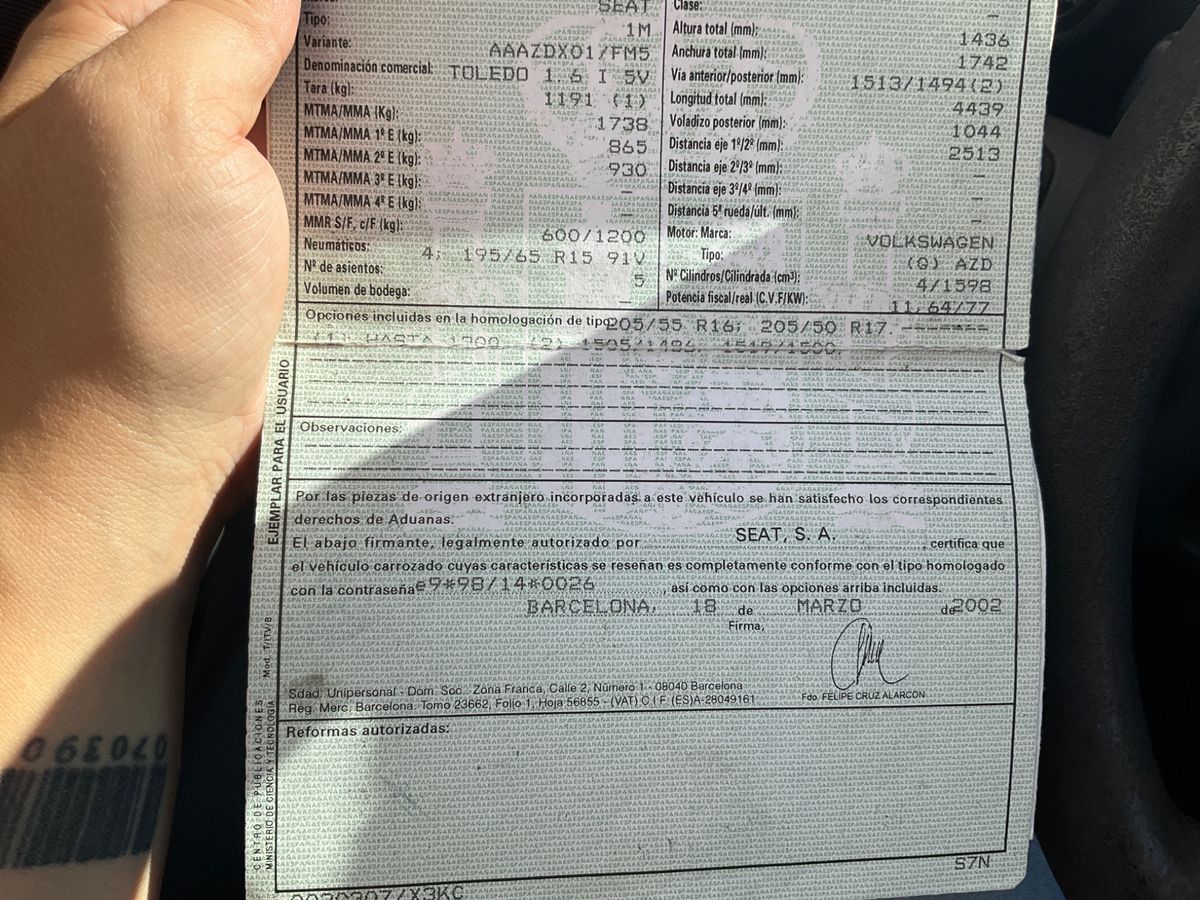 SEAT
Tipo: 1M
Variante: AAAZDX01/FM5
Denominación comercial: TOLEDO 1 6 I 5V
Tara (kg): 1191 (1)
MTMA/MMA (Kg): 1738
MTMA/MMA 1º E (kg): 865
MTMA/MMA 2º E (kg): 930
MTMA/MMA 3º E (kg): –
MTMA/MMA 4º E (kg): –
MMR S/F, c/F (kg): 600/1200
Neumáticos: 4; 195/65 R15 91V
Nº de asientos: 5
Volumen de bodega: –
Clase: –
Altura total (mm): 1436
Anchura total (mm): 1742
Vía anterior/posterior (mm): 1513/1494(2)
Longitud total (mm): 4439
Voladizo posterior (mm): 1044
Distancia eje 1º/2º (mm): 2513
Distancia eje 2º/3º (mm): –
Distancia eje 3º/4º (mm): –
Distancia 5ª rueda/últ. (mm): –
Motor: Marca: VOLKSWAGEN
Tipo: (G) AZD
Nº Cilindros/Cilindrada (cm³): 4/1598
Potencia fiscal/real (C.V.F/KW): 11,64/77
Opciones incluidas en la homologación de tipo 205/55 R16; 205/50 R17.
(1) HASTA (2) 1505/1486, 1519/1500.
EJEMPLAR PARA EL USUARIO
Observaciones:
Por las piezas de origen extranjero incorporadas a este vehículo se han satisfecho los correspondientes
derechos de Aduanas.
El abajo firmante, legalmente autorizado por SEAT, S. A. , certifica que
el vehículo carrozado cuyas características se reseñan es completamente conforme con el tipo homologado
con la contraseña e9*98/14*0026 , así como con las opciones arriba incluidas.
BARCELONA, 18 de MARZO de 2002
Firma,
Fdo. FELIPE CRUZ ALARCON
Sdad. Unipersonal - Dom. Soc.: Zona Franca, Calle 2, Número 1 - 08040 Barcelona
Reg. Merc. Barcelona, Tomo 23662, Folio 1, Hoja 56855 - (VAT) C.I.F. (ES)A-28049161
Mod. T/ITV/B
CENTRO DE PUBLICACIONES
MINISTERIO DE CIENCIA Y TECNOLOGÍA
Reformas autorizadas:
S7N